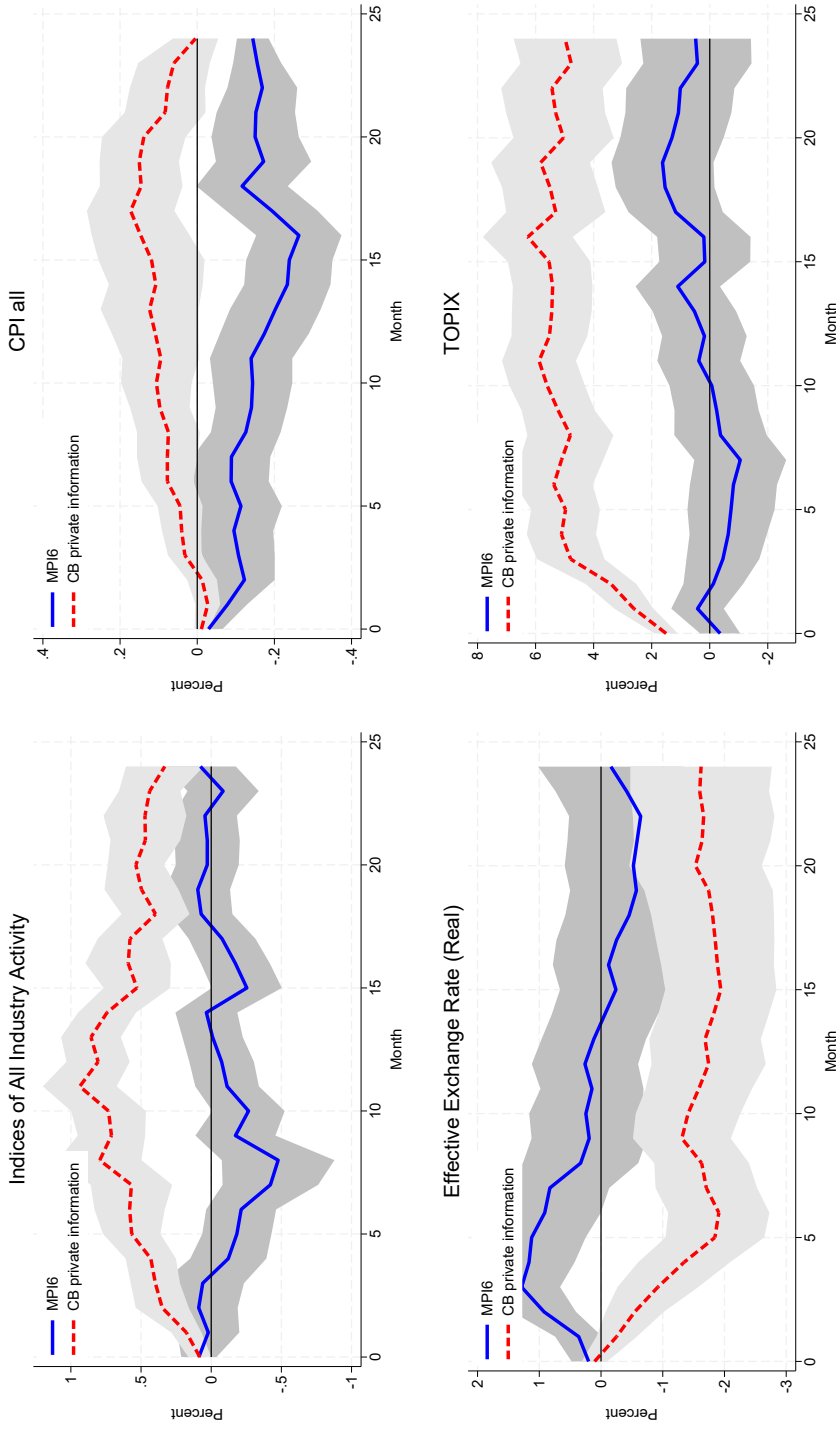 Indices of All Industry Activity
MPI6
CB private information
Percent
1
.5
0
-.5
-1
0
5
10
15
20
25
Month
CPI all
MPI6
CB private information
Percent
.4
.2
0
-.2
-.4
0
5
10
15
20
25
Month
Effective Exchange Rate (Real)
MPI6
CB private information
Percent
2
1
0
-1
-2
-3
0
5
10
15
20
25
Month
TOPIX
MPI6
CB private information
Percent
8
6
4
2
0
-2
0
5
10
15
20
25
Month